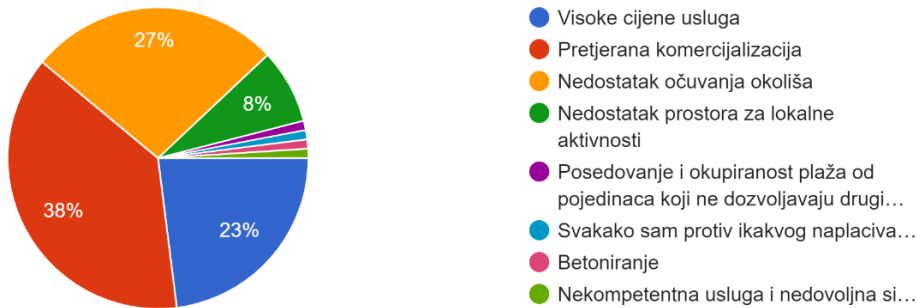 27%
8%
38%
23%
Visoke cijene usluga
Pretjerana komercijalizacija
Nedostatak očuvanja okoliša
Nedostatak prostora za lokalne
aktivnosti
Posedovanje i okupiranost plaža od
pojedinaca koji ne dozvoljavaju drugi…
Svakako sam protiv ikakvog naplaciva…
Betoniranje
Nekompetentna usluga i nedovoljna si…